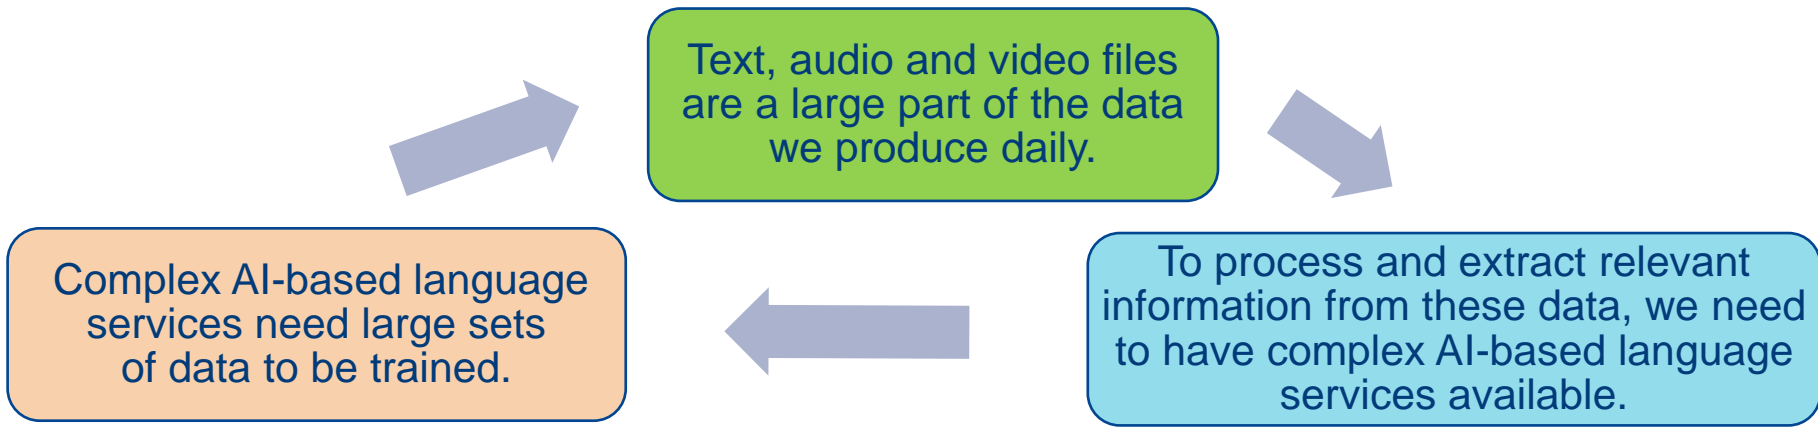 Text, audio and video files
are a large part of the data
we produce daily.
To process and extract relevant
information from these data, we need
to have complex AI-based language
services available.
Complex AI-based language
services need large sets
of data to be trained.